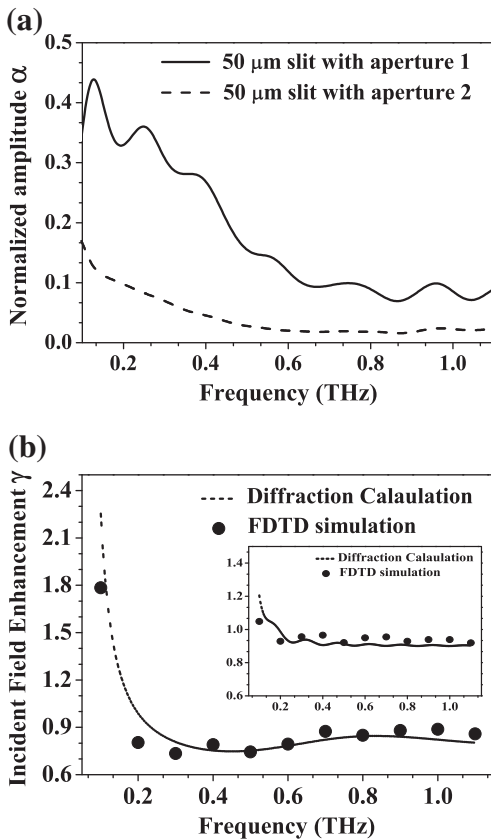 (a)
0.5
0.4
0.3
0.2
0.1
0.0
Normalized amplitude α
50 μm slit with aperture 1
50 μm slit with aperture 2
0.2 0.4 0.6 0.8 1.0
Frequency (THz)
(b)
2.4
2.1
1.8
1.5
1.2
0.9
0.6
Incident Field Enhancement γ
Diffraction Calaulation
FDTD simulation
1.4
1.2
1.0
0.8
0.6
Diffraction Calaulation
FDTD simulation
0.2 0.4 0.6 0.8 1.0
0.2 0.4 0.6 0.8 1.0
Frequency (THz)